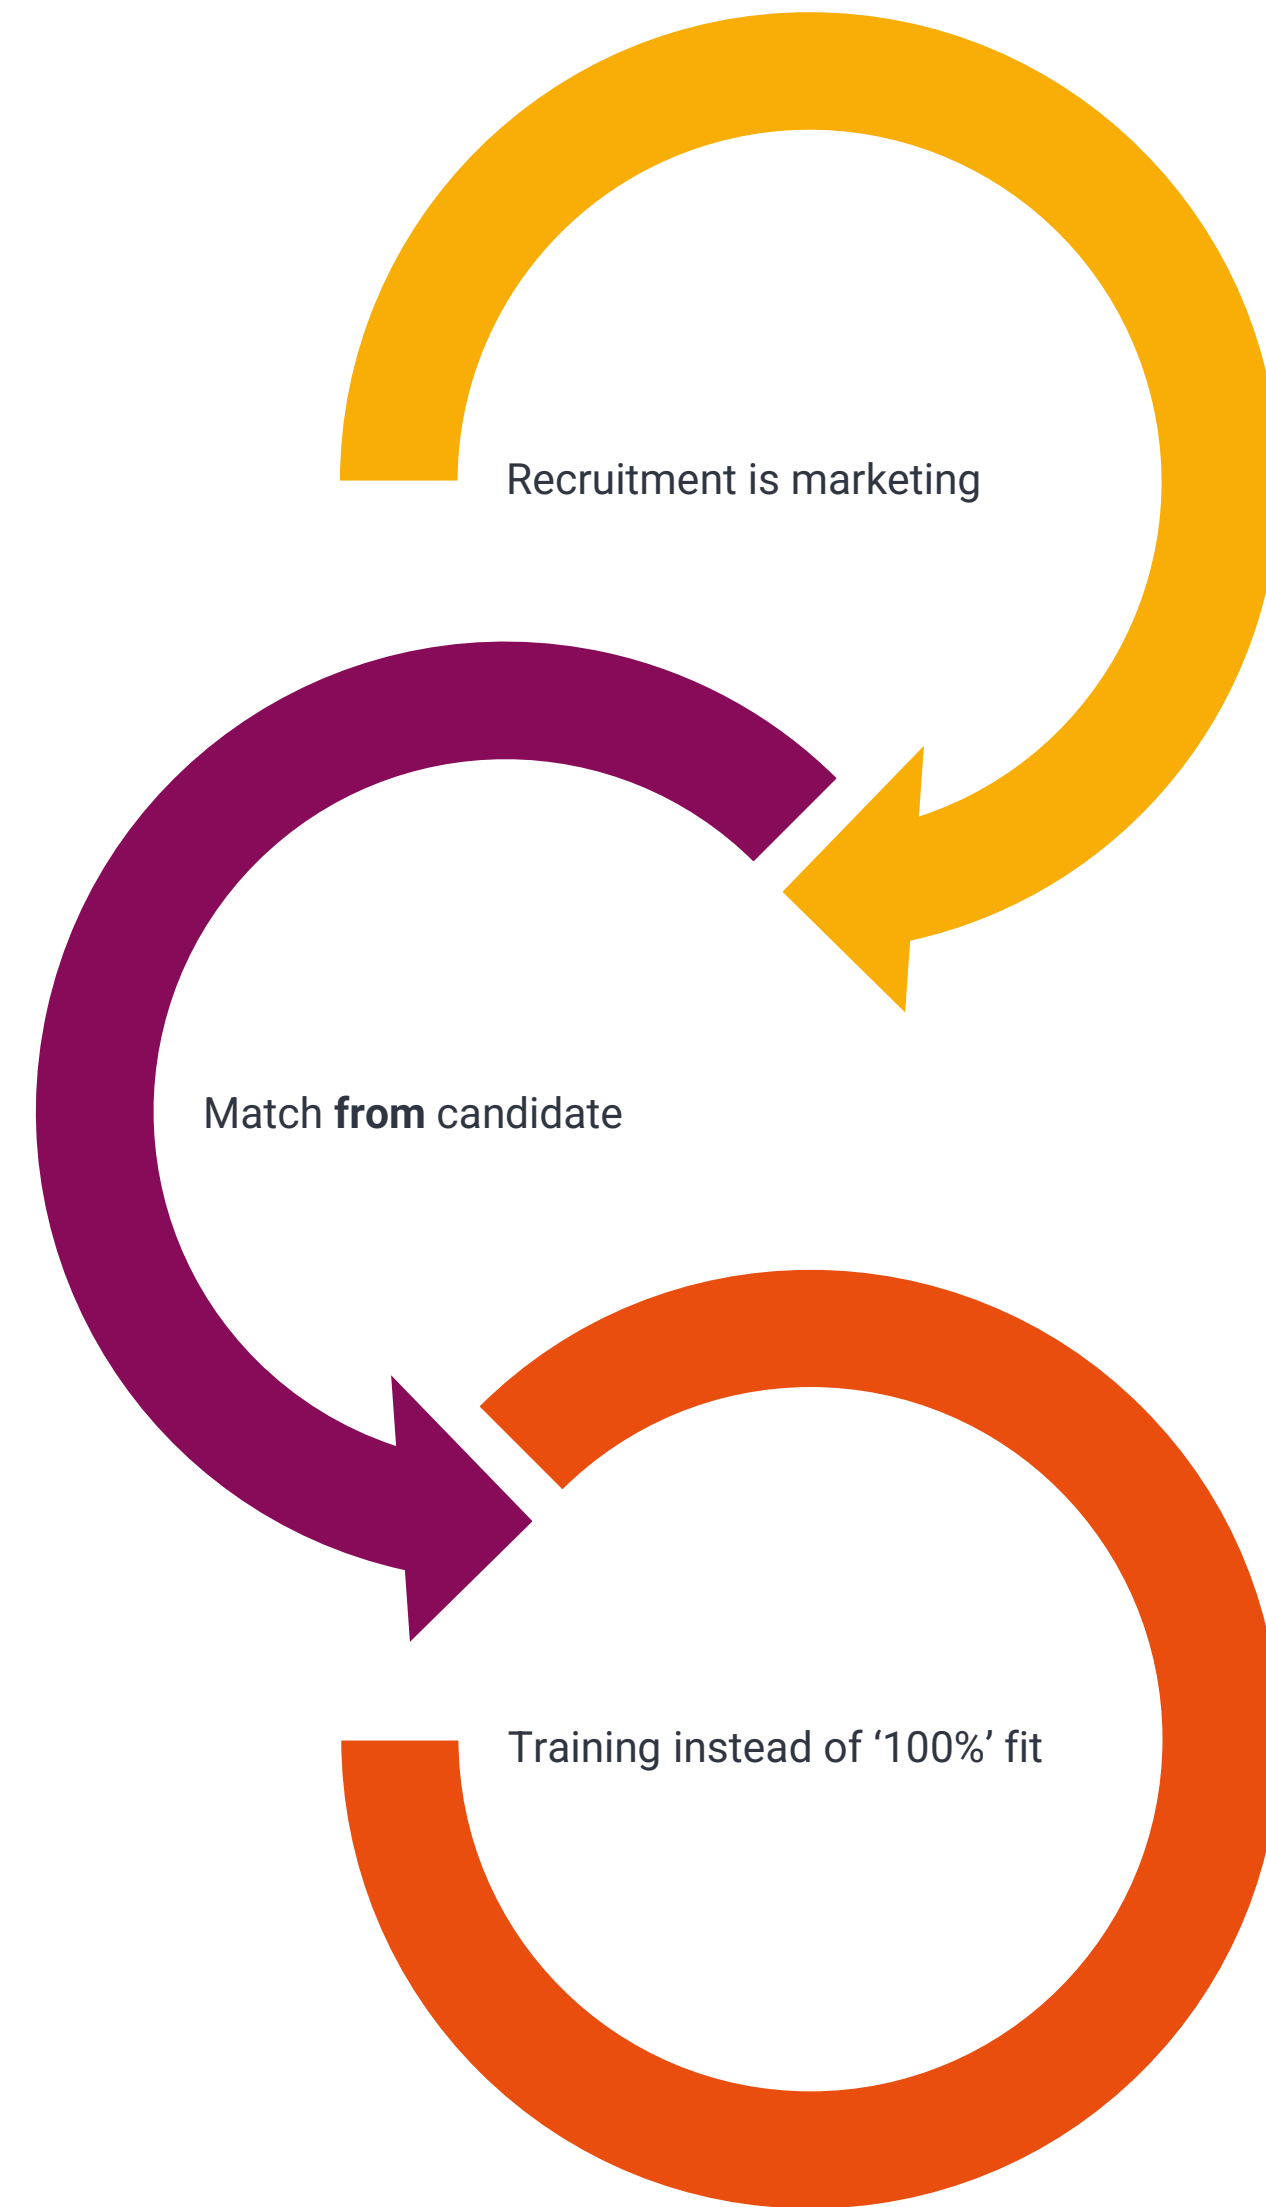 Recruitment is marketing
Match from candidate
Training instead of ‘100%’ fit